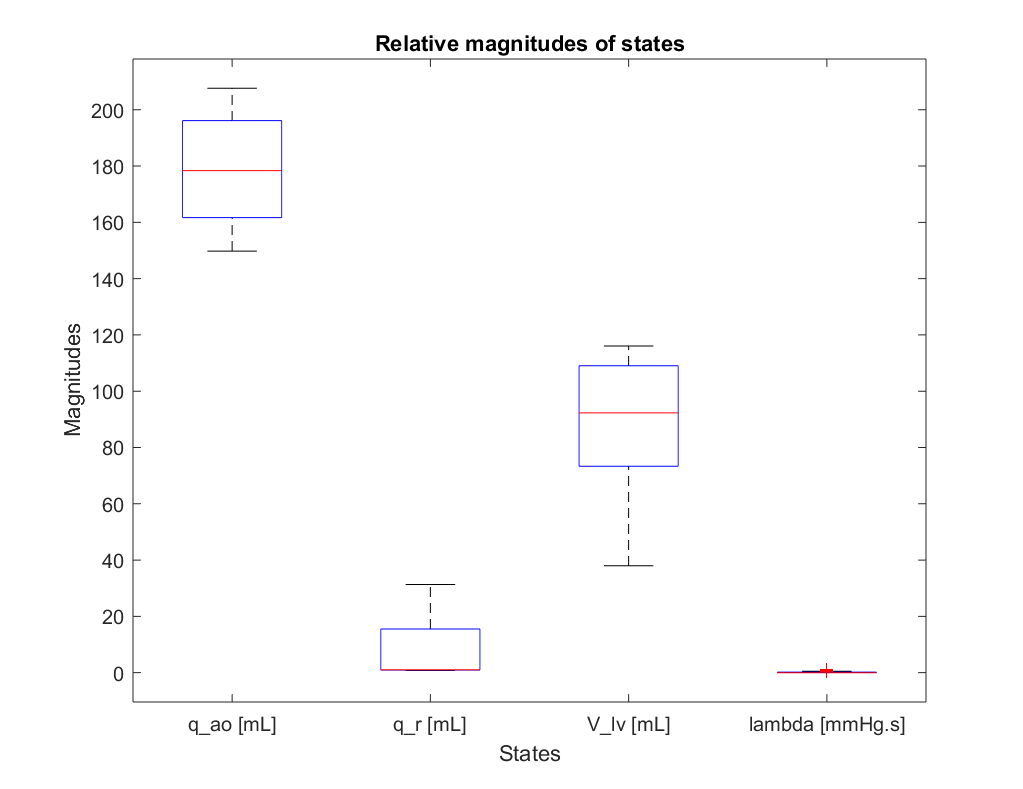 Relative magnitudes of states
Magnitudes
200
180
160
140
120
100
80
60
40
20
0
q_ao [mL]
q_r [mL]
V_lv [mL]
lambda [mmHg.s]
States